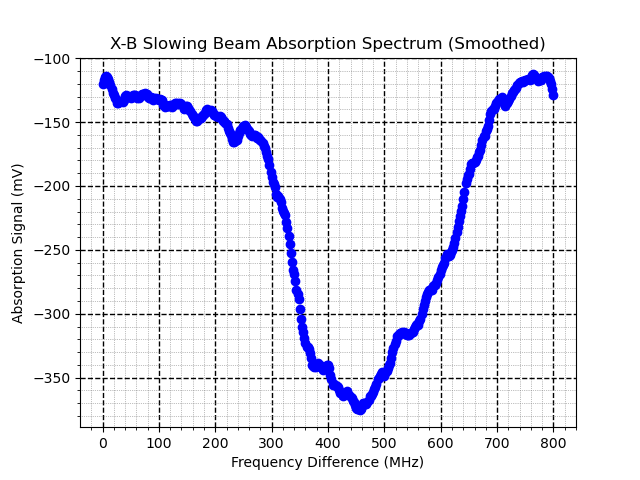 X-B Slowing Beam Absorption Spectrum (Smoothed)
−100
−150
−200
−250
−300
−350
Absorption Signal (mV)
0 100 200 300 400 500 600 700 800
Frequency Difference (MHz)